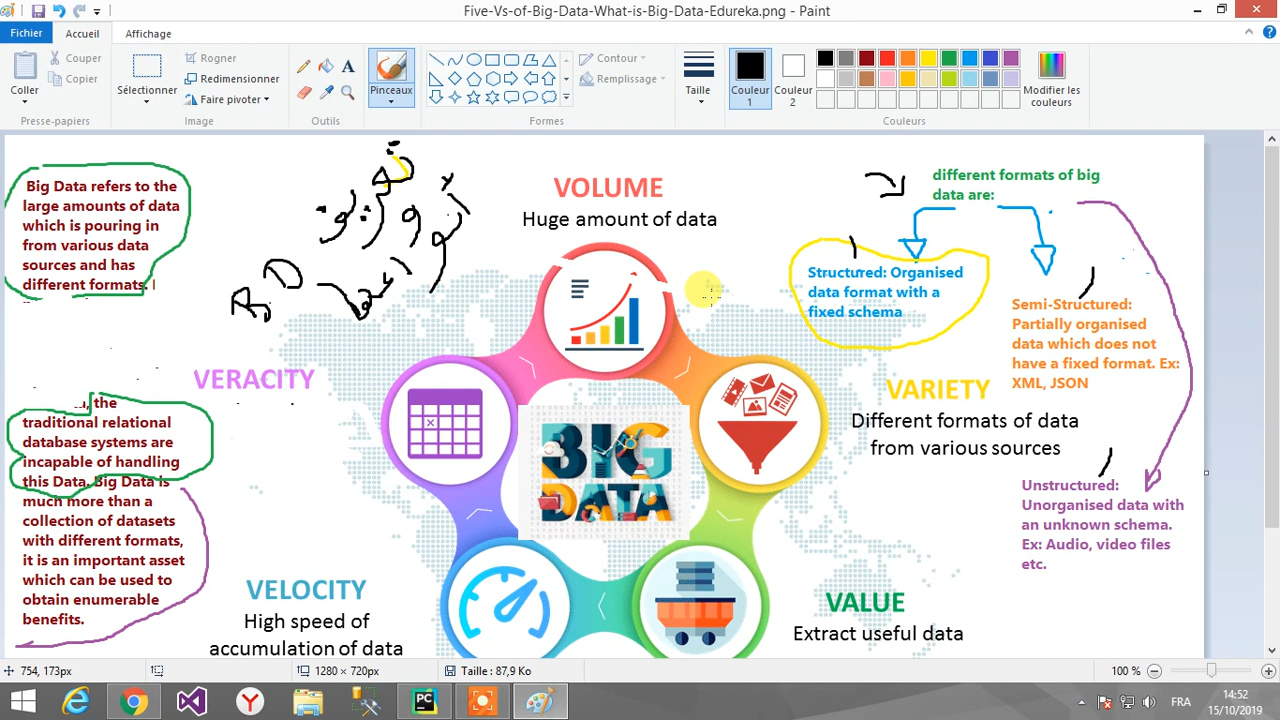 Five-Vs-of-Big-Data-What-is-Big-Data-Edureka.png - Paint
Fichier
Accueil
Affichage
Coller
Couper
Copier
Presse-papiers
Sélectionner
Rogner
Redimensionner
Faire pivoter
Image
A
Outils
Pinceaux
Contour
Remplissage
Formes
Taille
Couleur
1
Couleur
2
Modifier les
couleurs
Couleurs
Big Data refers to the
large amounts of data
which is pouring in
from various data
sources and has
different formats.
VOLUME
Huge amount of data
different formats of big
data are:
Structured: Organised
data format with a
fixed schema
Semi-Structured:
Partially organised
data which does not
have a fixed format. Ex:
XML, JSON
VERACITY
VARIETY
Different formats of data
from various sources
the
traditional relational
database systems are
incapable of handling
this Data. Big Data is
much more than a
collection of datasets
with different formats,
it is an important asset
which can be used to
obtain enumerable
benefits.
BIG
DATA
Unstructured:
Unorganised data with
an unknown schema.
Ex: Audio, video files
etc.
VELOCITY
High speed of
accumulation of data
VALUE
Extract useful data
754, 173px
1280 × 720px
Taille : 87,9 Ko
100 %
PC
FRA
14:52
15/10/2019